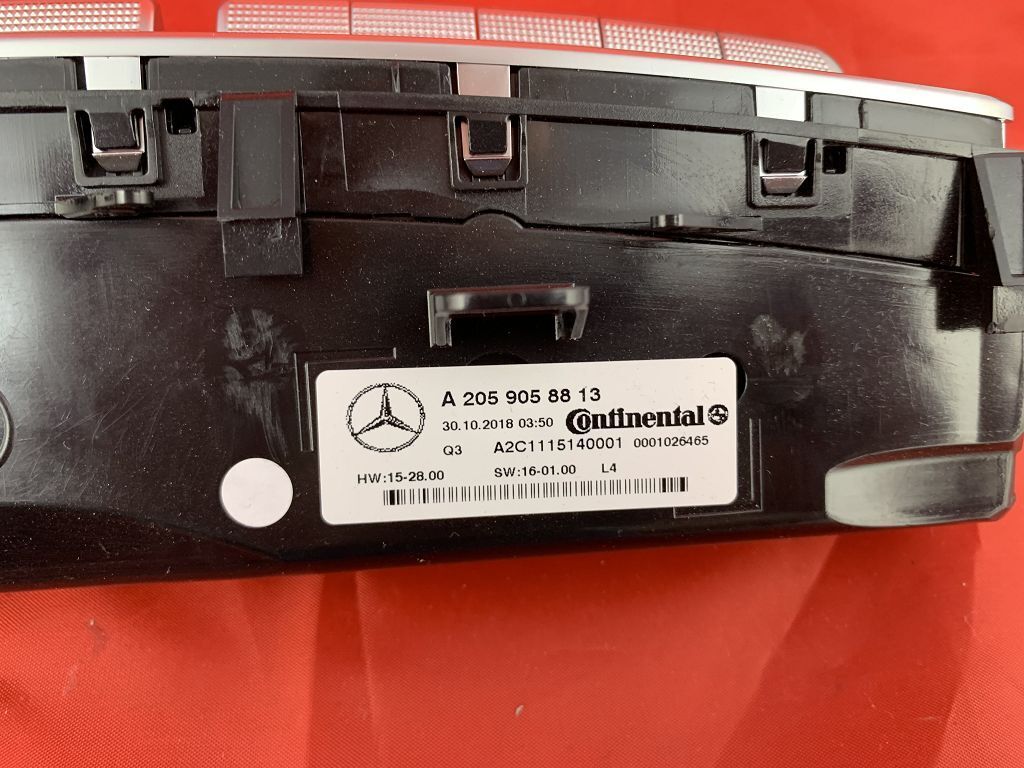 A 205 905 88 13
30.10.2018 03:50 Continental
Q3 A2C1115140001 0001026465
HW:15-28.00 SW:16-01.00 L4